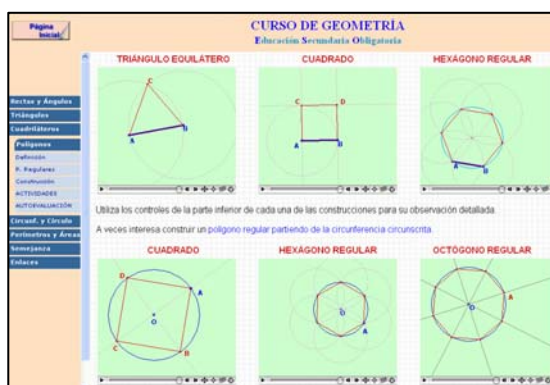 Página
Inicial
CURSO DE GEOMETRÍA
Educación Secundaria Obligatoria
Rectas y Ángulos
Triángulos
Cuadriláteros
Polígonos
Definición
P. Regulares
Construcción
ACTIVIDADES
AUTOEVALUACIÓN
Circunf. y Círculo
Perímetros y Áreas
Semejanza
Enlaces
TRIÁNGULO EQUILÁTERO
C
A
B
CUADRADO
C
D
A
B
HEXÁGONO REGULAR
A
B
Utiliza los controles de la parte inferior de cada una de las construcciones para su observación detallada.
A veces interesa construir un polígono regular partiendo de la circunferencia circunscrita.
CUADRADO
D
A
O
C
B
HEXÁGONO REGULAR
O
A
OCTÓGONO REGULAR
A
O